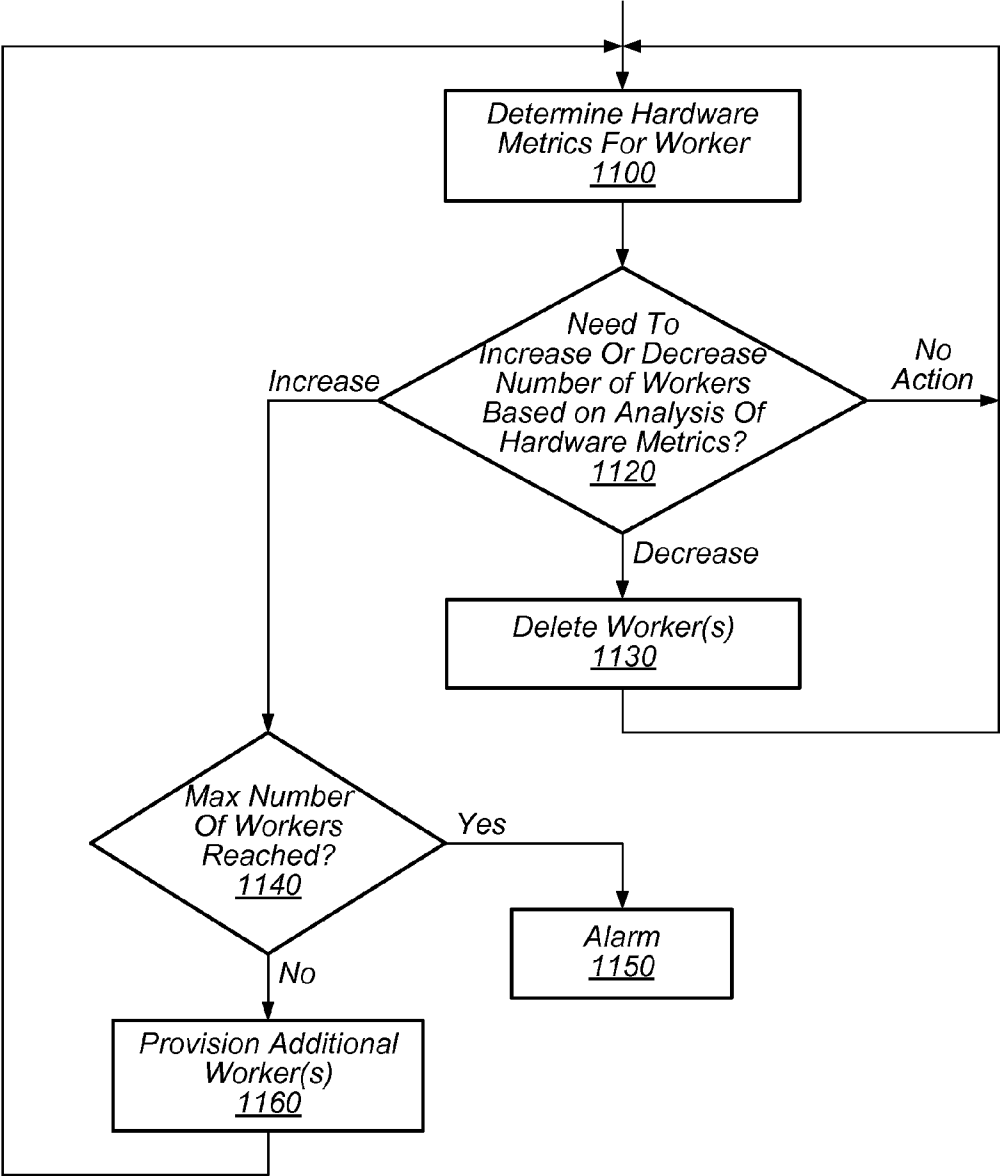 Determine Hardware
Metrics For Worker
1100
Need To
Increase Or Decrease
Number of Workers
Based on Analysis Of
Hardware Metrics?
1120
No
Action
Increase
Decrease
Delete Worker(s)
1130
Max Number
Of Workers
Reached?
1140
Yes
Alarm
1150
No
Provision Additional
Worker(s)
1160